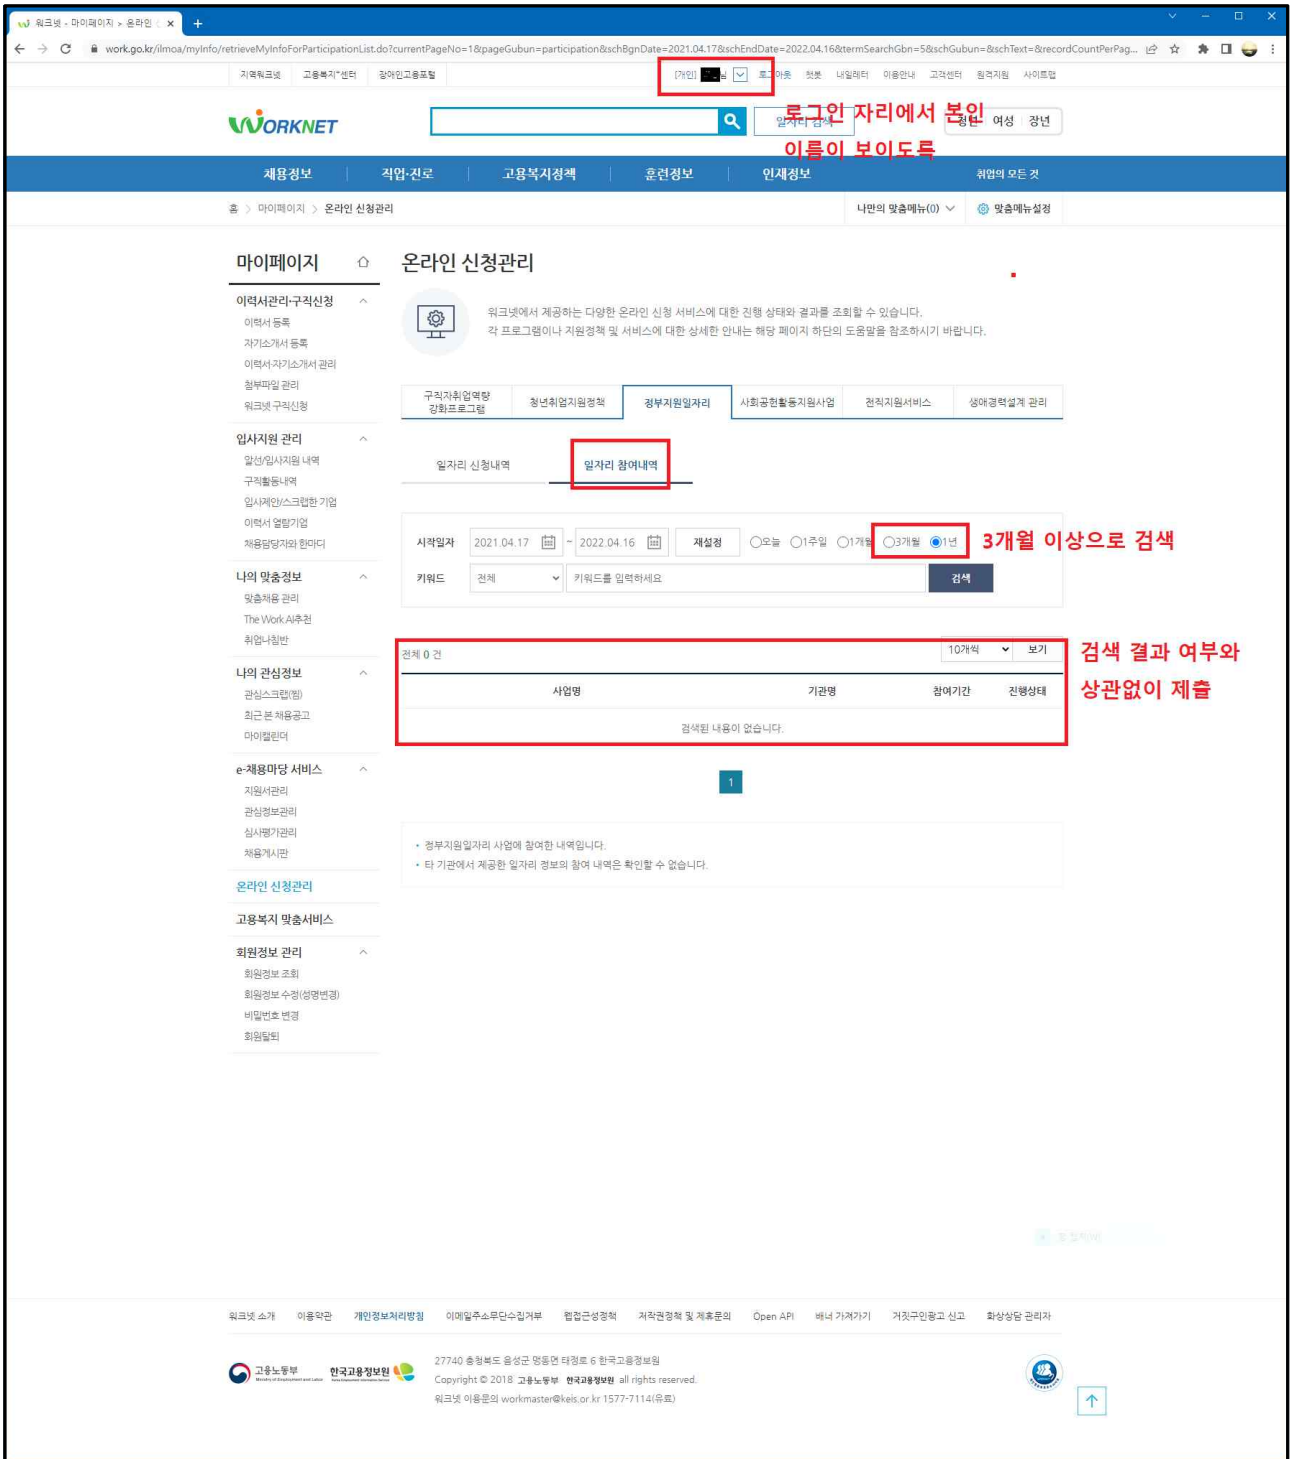 워크넷 - 마이페이지 > 온라인
work.go.kr/ilmoa/myInfo/retrieveMyInfoForParticipationList.do?currentPageNo=1&pageGubun=participation&schBgnDate=2021.04.17&schEndDate=2022.04.16&termSearchGbn=5&schGubun=&schText=&recordCountPerPag...
지역워크넷 고용복지+센터 장애인고용포털 [개인] 님 로그아웃 챗봇 내일레터 이용안내 고객센터 원격지원 사이트맵
WORKNET 일자리 검색 청년 여성 장년
로그인 자리에서 본인
이름이 보이도록
채용정보 직업·진로 고용복지정책 훈련정보 인재정보 취업의 모든 것
홈 > 마이페이지 > 온라인 신청관리 나만의 맞춤메뉴(0) 맞춤메뉴설정
마이페이지
이력서관리·구직신청
이력서 등록
자기소개서 등록
이력서·자기소개서 관리
첨부파일 관리
워크넷 구직신청
입사지원 관리
알선/입사지원 내역
구직활동내역
입사제안/스크랩한 기업
이력서 열람기업
채용담당자와 한마디
나의 맞춤정보
맞춤채용 관리
The Work AI추천
취업나침반
나의 관심정보
관심스크랩(찜)
최근 본 채용공고
마이캘린더
e-채용마당 서비스
지원서관리
관심정보관리
심사평가관리
채용게시판
온라인 신청관리
고용복지 맞춤서비스
회원정보 관리
회원정보 조회
회원정보 수정(성명변경)
비밀번호 변경
회원탈퇴
온라인 신청관리
워크넷에서 제공하는 다양한 온라인 신청 서비스에 대한 진행 상태와 결과를 조회할 수 있습니다.
각 프로그램이나 지원정책 및 서비스에 대한 상세한 안내는 해당 페이지 하단의 도움말을 참조하시기 바랍니다.
구직자취업역량
강화프로그램
청년취업지원정책 정부지원일자리 사회공헌활동지원사업 전직지원서비스 생애경력설계 관리
일자리 신청내역 일자리 참여내역
시작일자 2021.04.17 ~ 2022.04.16 재설정 오늘 1주일 1개월 3개월 1년 3개월 이상으로 검색
키워드 전체 키워드를 입력하세요 검색
전체 0 건 10개씩 보기
사업명 기관명 참여기간 진행상태
검색된 내용이 없습니다.
검색 결과 여부와
상관없이 제출
1
• 정부지원일자리 사업에 참여한 내역입니다.
• 타 기관에서 제공한 일자리 정보의 참여 내역은 확인할 수 없습니다.
워크넷 소개 이용약관 개인정보처리방침 이메일주소무단수집거부 웹접근성정책 저작권정책 및 제휴문의 Open API 배너 가져가기 거짓구인광고 신고 화상상담 관리자
고용노동부 한국고용정보원
27740 충청북도 음성군 맹동면 태정로 6 한국고용정보원
Copyright © 2018 고용노동부 한국고용정보원 all rights reserved.
워크넷 이용문의 workmaster@keis.or.kr 1577-7114(유료)